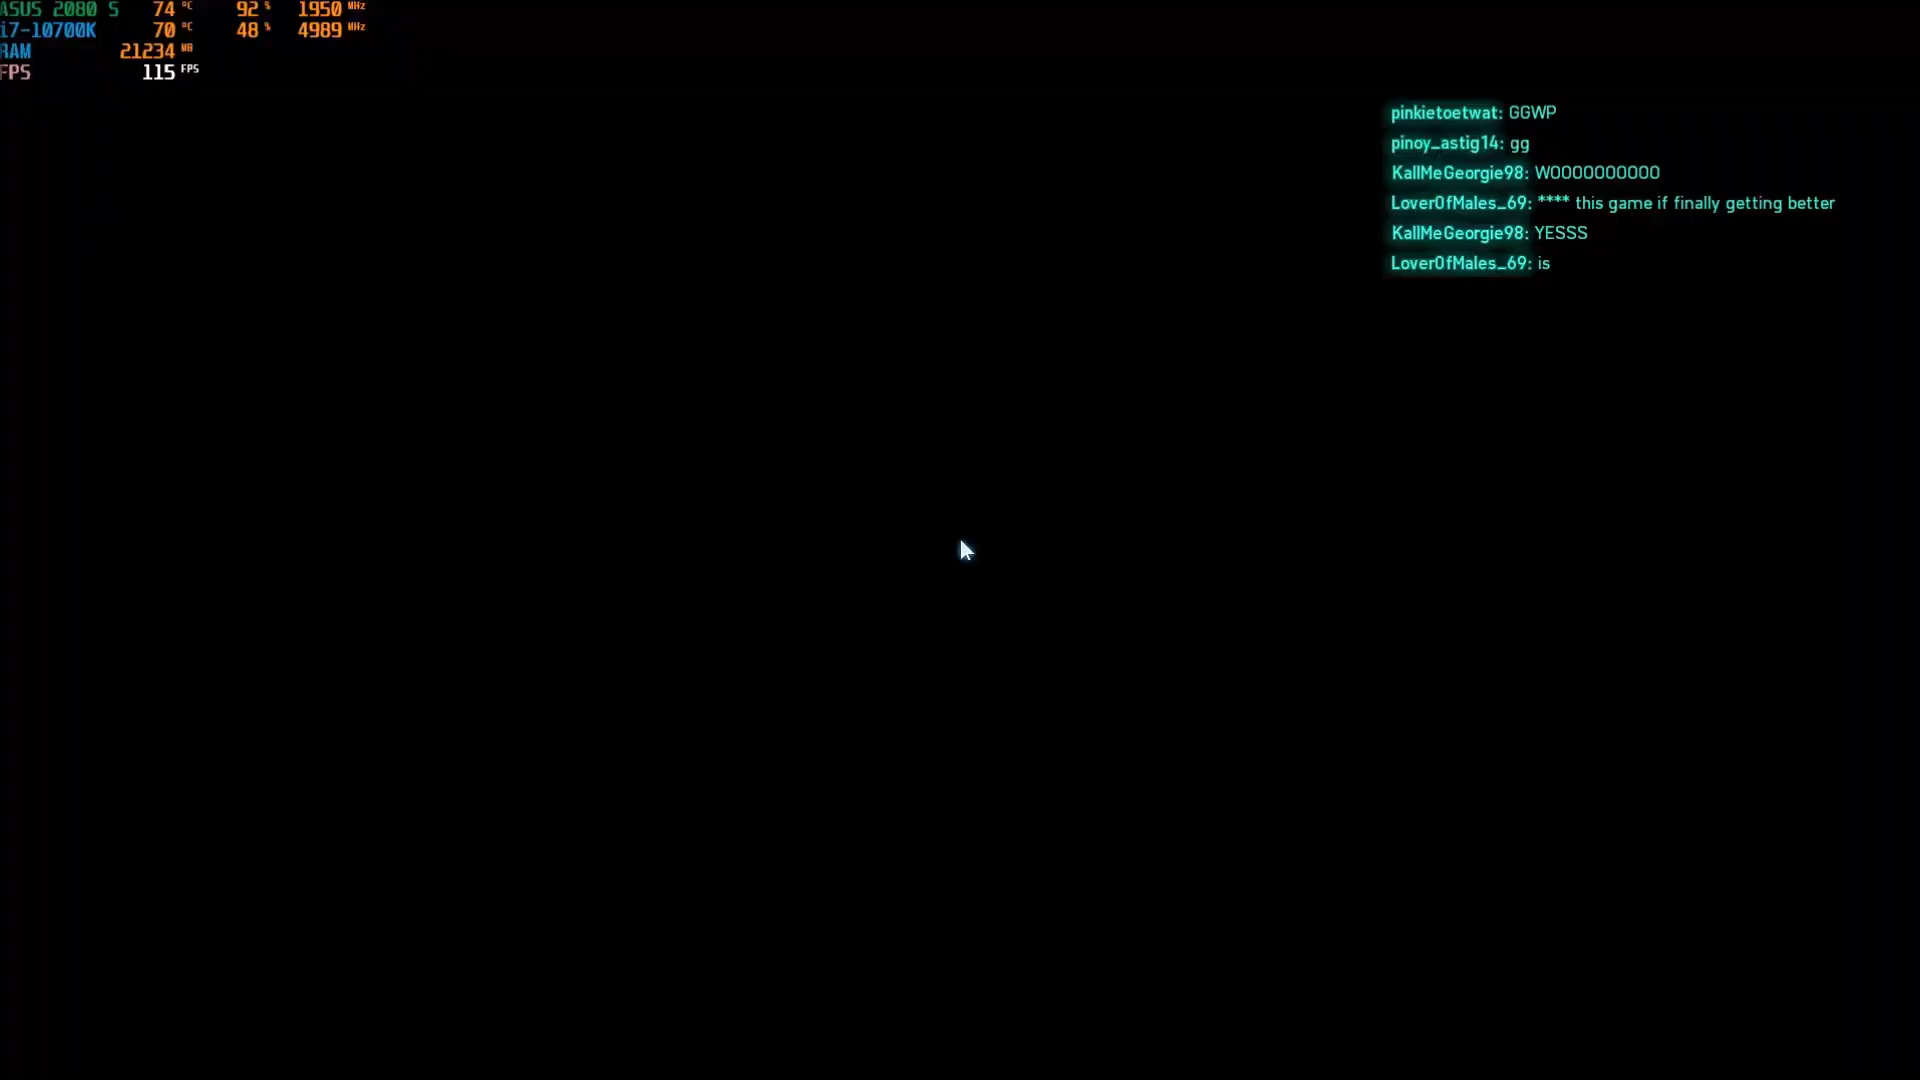 ASUS 2080 S 74 °C 92 % 1950 MHz
i7-10700K 70 °C 48 % 4989 MHz
RAM 21234 MB
FPS 115 FPS
pinkietoetwat: GGWP
pinoy_astig14: gg
KallMeGeorgie98: WOOOOOOOOOO
LoverOfMales_69: **** this game if finally getting better
KallMeGeorgie98: YESSS
LoverOfMales_69: is